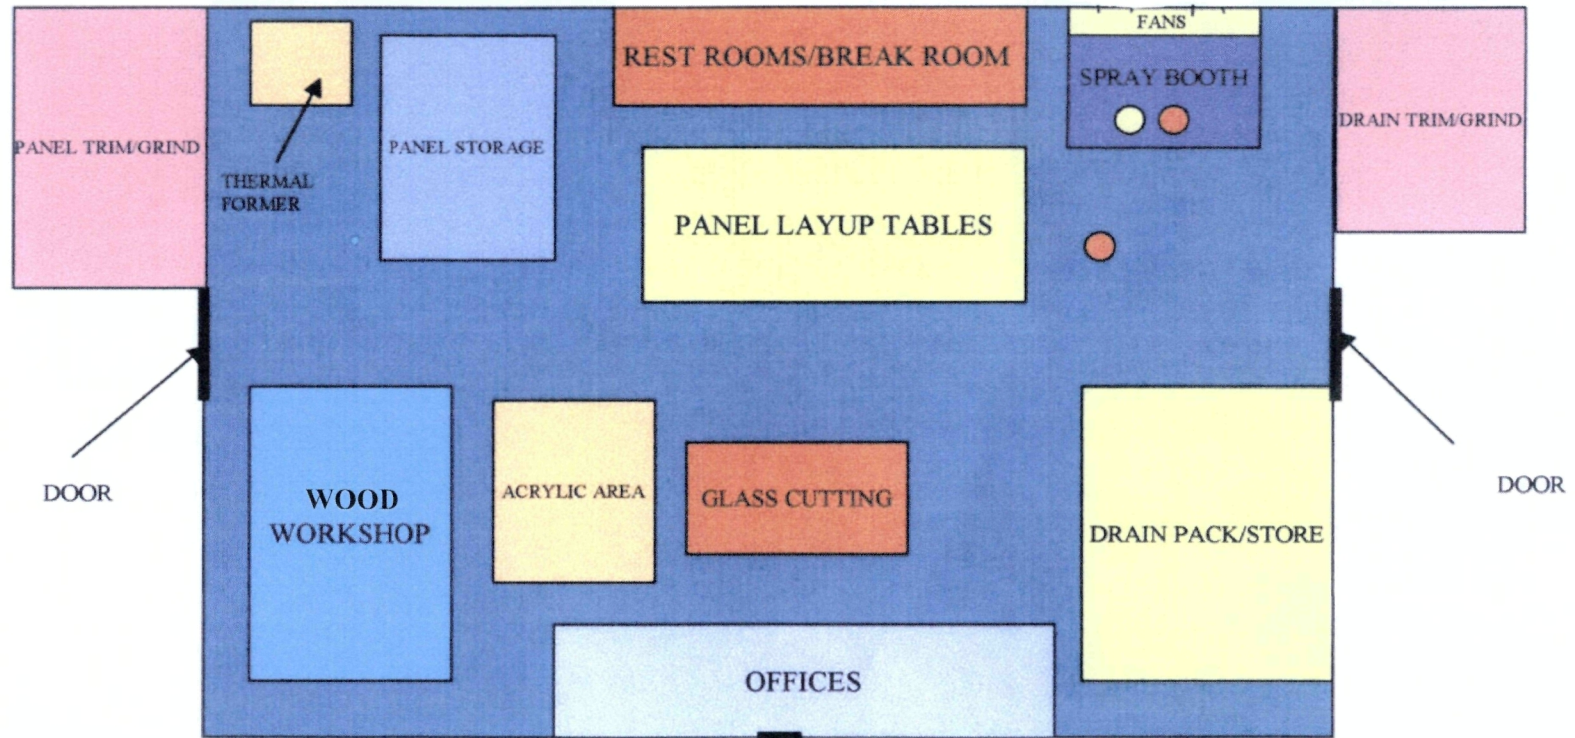 FANS
REST ROOMS/BREAK ROOM
SPRAY BOOTH
PANEL TRIM/GRIND
PANEL STORAGE
DRAIN TRIM/GRIND
THERMAL
FORMER
PANEL LAYUP TABLES
DOOR
WOOD
WORKSHOP
ACRYLIC AREA
GLASS CUTTING
DRAIN PACK/STORE
DOOR
OFFICES